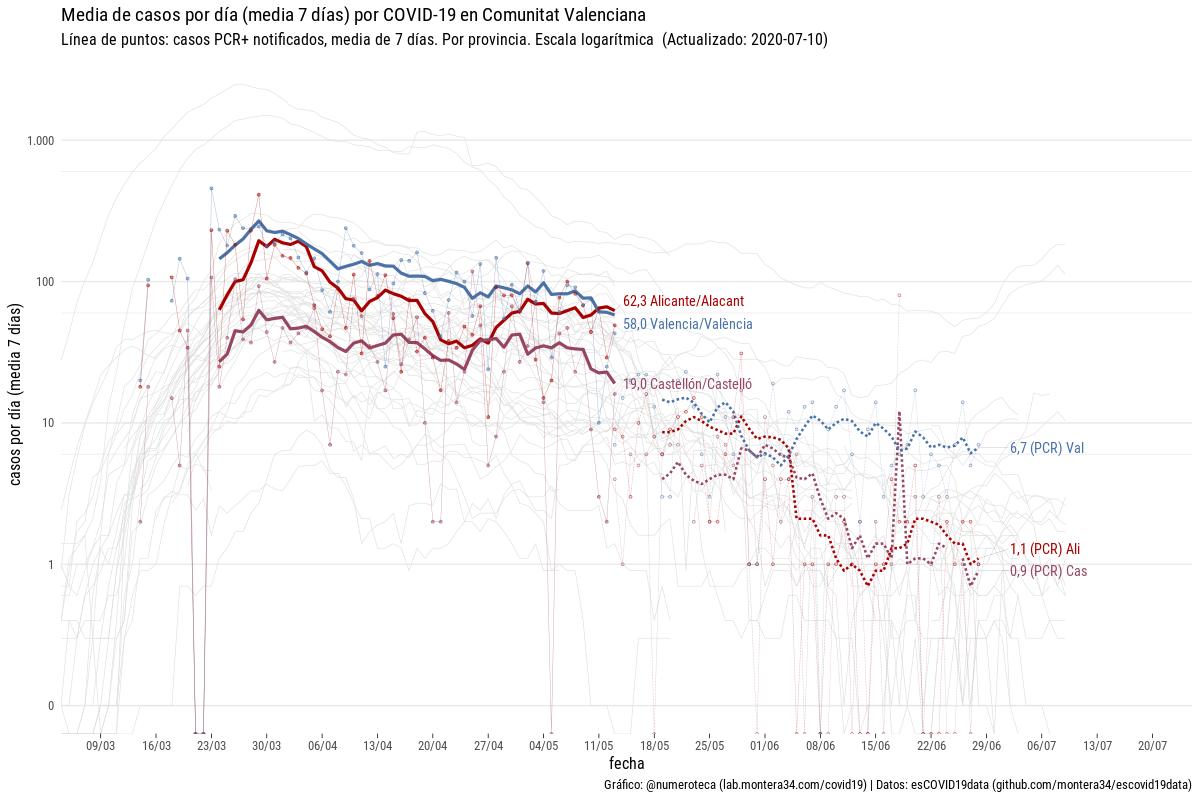 Media de casos por día (media 7 días) por COVID-19 en Comunitat Valenciana
Línea de puntos: casos PCR+ notificados, media de 7 días. Por provincia. Escala logarítmica  (Actualizado: 2020-07-10)
casos por día (media 7 días)
1.000
100
10
1
0
62,3 Alicante/Alacant
58,0 Valencia/València
19,0 Castellón/Castelló
6,7 (PCR) Val
1,1 (PCR) Ali
0,9 (PCR) Cas
09/03 16/03 23/03 30/03 06/04 13/04 20/04 27/04 04/05 11/05 18/05 25/05 01/06 08/06 15/06 22/06 29/06 06/07 13/07 20/07
fecha
Gráfico: @numeroteca (lab.montera34.com/covid19) | Datos: esCOVID19data (github.com/montera34/escovid19data)